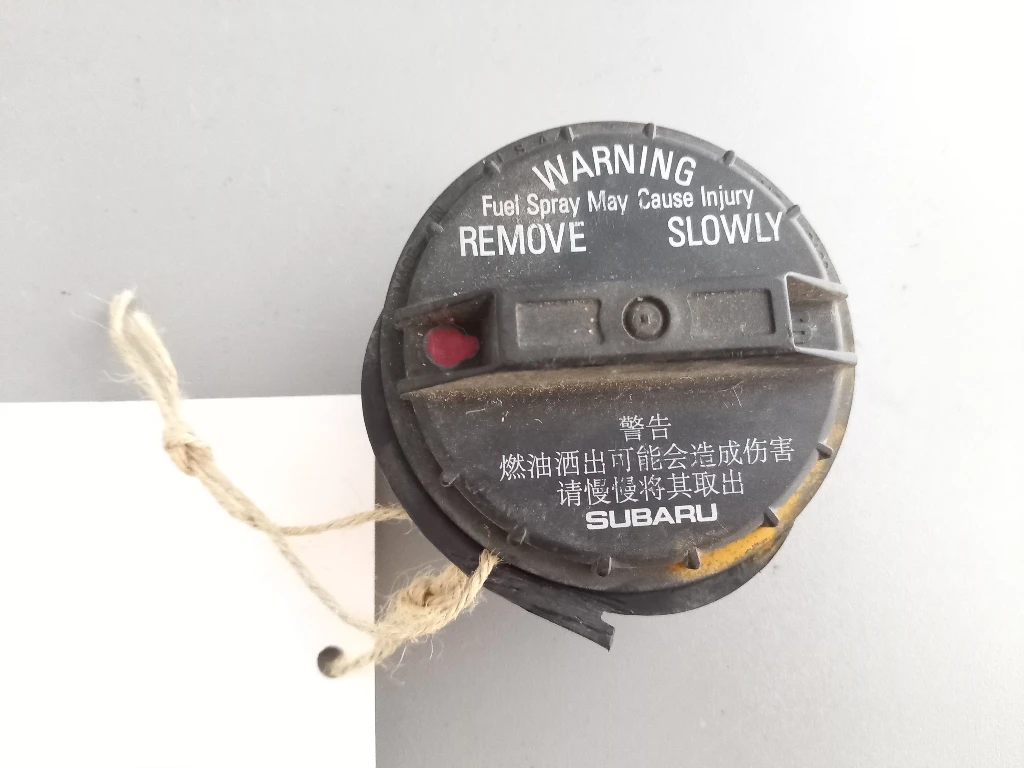 WARNING
Fuel Spray May Cause Injury
REMOVE SLOWLY
警告
燃油洒出可能会造成伤害
请慢慢将其取出
SUBARU